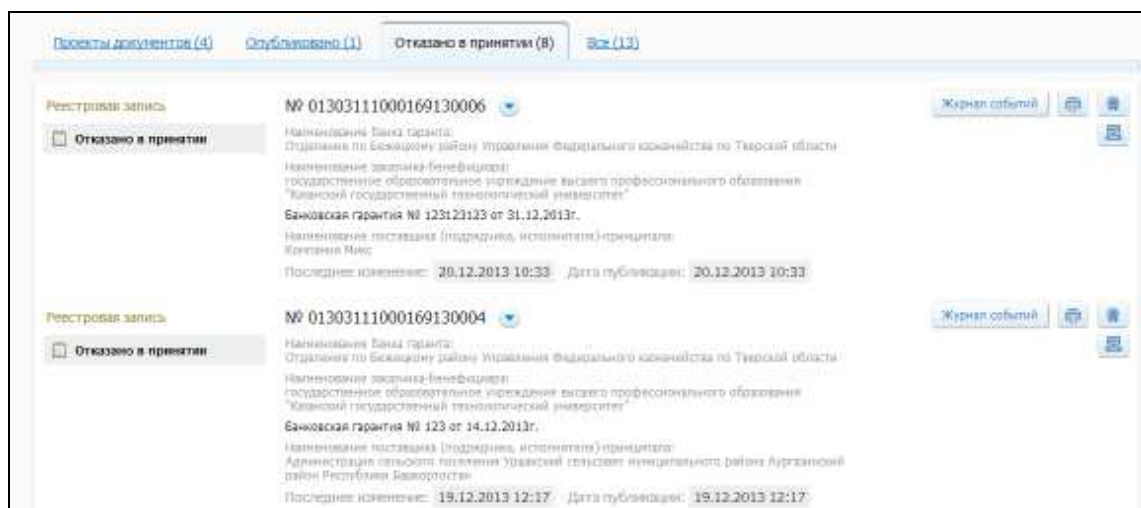 Проекты документов (4) Опубликовано (1) Отказано в принятии (8) Все (13)
Реестровая запись
Отказано в принятии
№ 01303111000169130006
Журнал событий
Наименование банка гаранта:
Отделение по Бежецкому району Управления Федерального казначейства по Тверской области
Наименование заказчика-бенефициара:
государственное образовательное учреждение высшего профессионального образования
"Казанский государственный технологический университет"
Банковская гарантия № 123123123 от 31.12.2013г.
Наименование поставщика (подрядчика, исполнителя)-принципала:
Компания Микс
Последнее изменение: 20.12.2013 10:33 Дата публикации: 20.12.2013 10:33
Реестровая запись
Отказано в принятии
№ 01303111000169130004
Журнал событий
Наименование банка гаранта:
Отделение по Бежецкому району Управления Федерального казначейства по Тверской области
Наименование заказчика-бенефициара:
государственное образовательное учреждение высшего профессионального образования
"Казанский государственный технологический университет"
Банковская гарантия № 123 от 14.12.2013г.
Наименование поставщика (подрядчика, исполнителя)-принципала:
Администрация сельского поселения сельсовет муниципального района
район Республики Башкортостан
Последнее изменение: 19.12.2013 12:17 Дата публикации: 19.12.2013 12:17